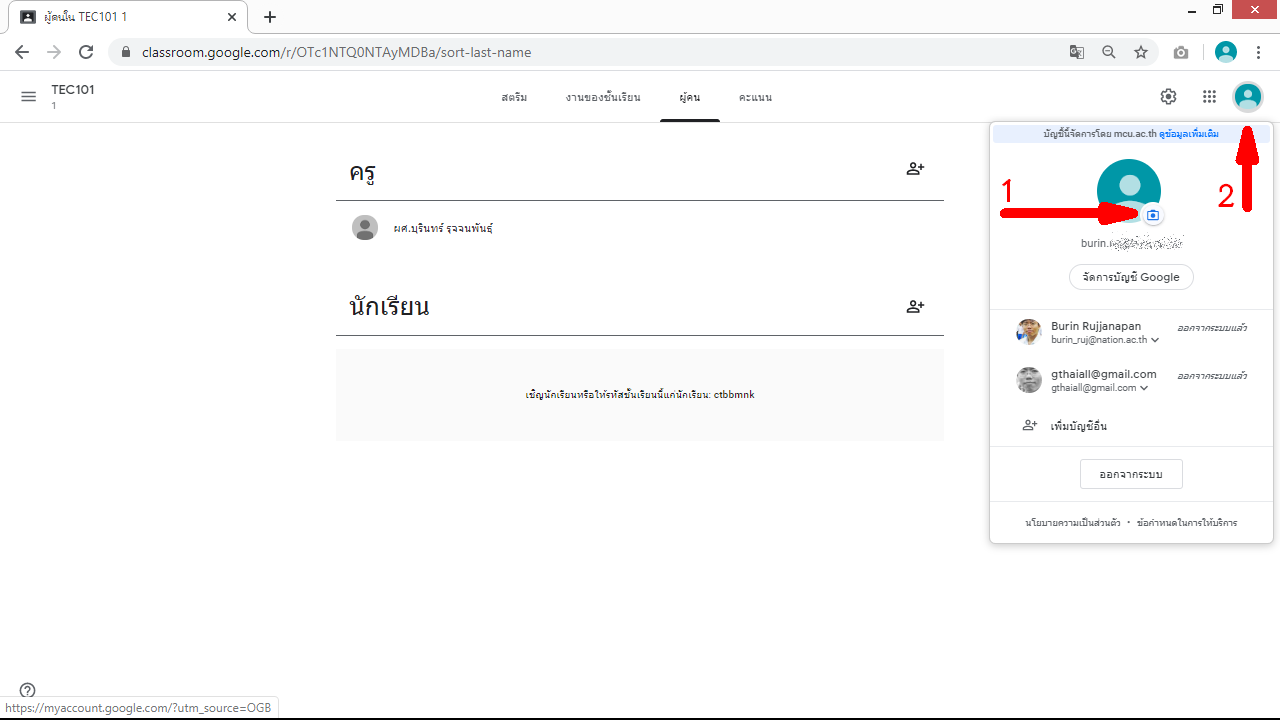 ผู้คนใน TEC101 1
classroom.google.com/r/OTc1NTQ0NTAyMDBa/sort-last-name
TEC101
1
สตรีม งานของชั้นเรียน ผู้คน คะแนน
บัญชีนี้จัดการโดย mcu.ac.th ดูข้อมูลเพิ่มเติม
ครู
1
2
ผศ.บุรินทร์ รุจจนพันธุ์
burin.
จัดการบัญชี Google
นักเรียน
Burin Rujjanapan ออกจากระบบแล้ว
burin_ruj@nation.ac.th
gthaiall@gmail.com ออกจากระบบแล้ว
gthaiall@gmail.com
เชิญนักเรียนหรือให้รหัสชั้นเรียนนี้แก่นักเรียน: ctbbmnk
เพิ่มบัญชีอื่น
ออกจากระบบ
นโยบายความเป็นส่วนตัว • ข้อกำหนดในการให้บริการ
https://myaccount.google.com/?utm_source=OGB